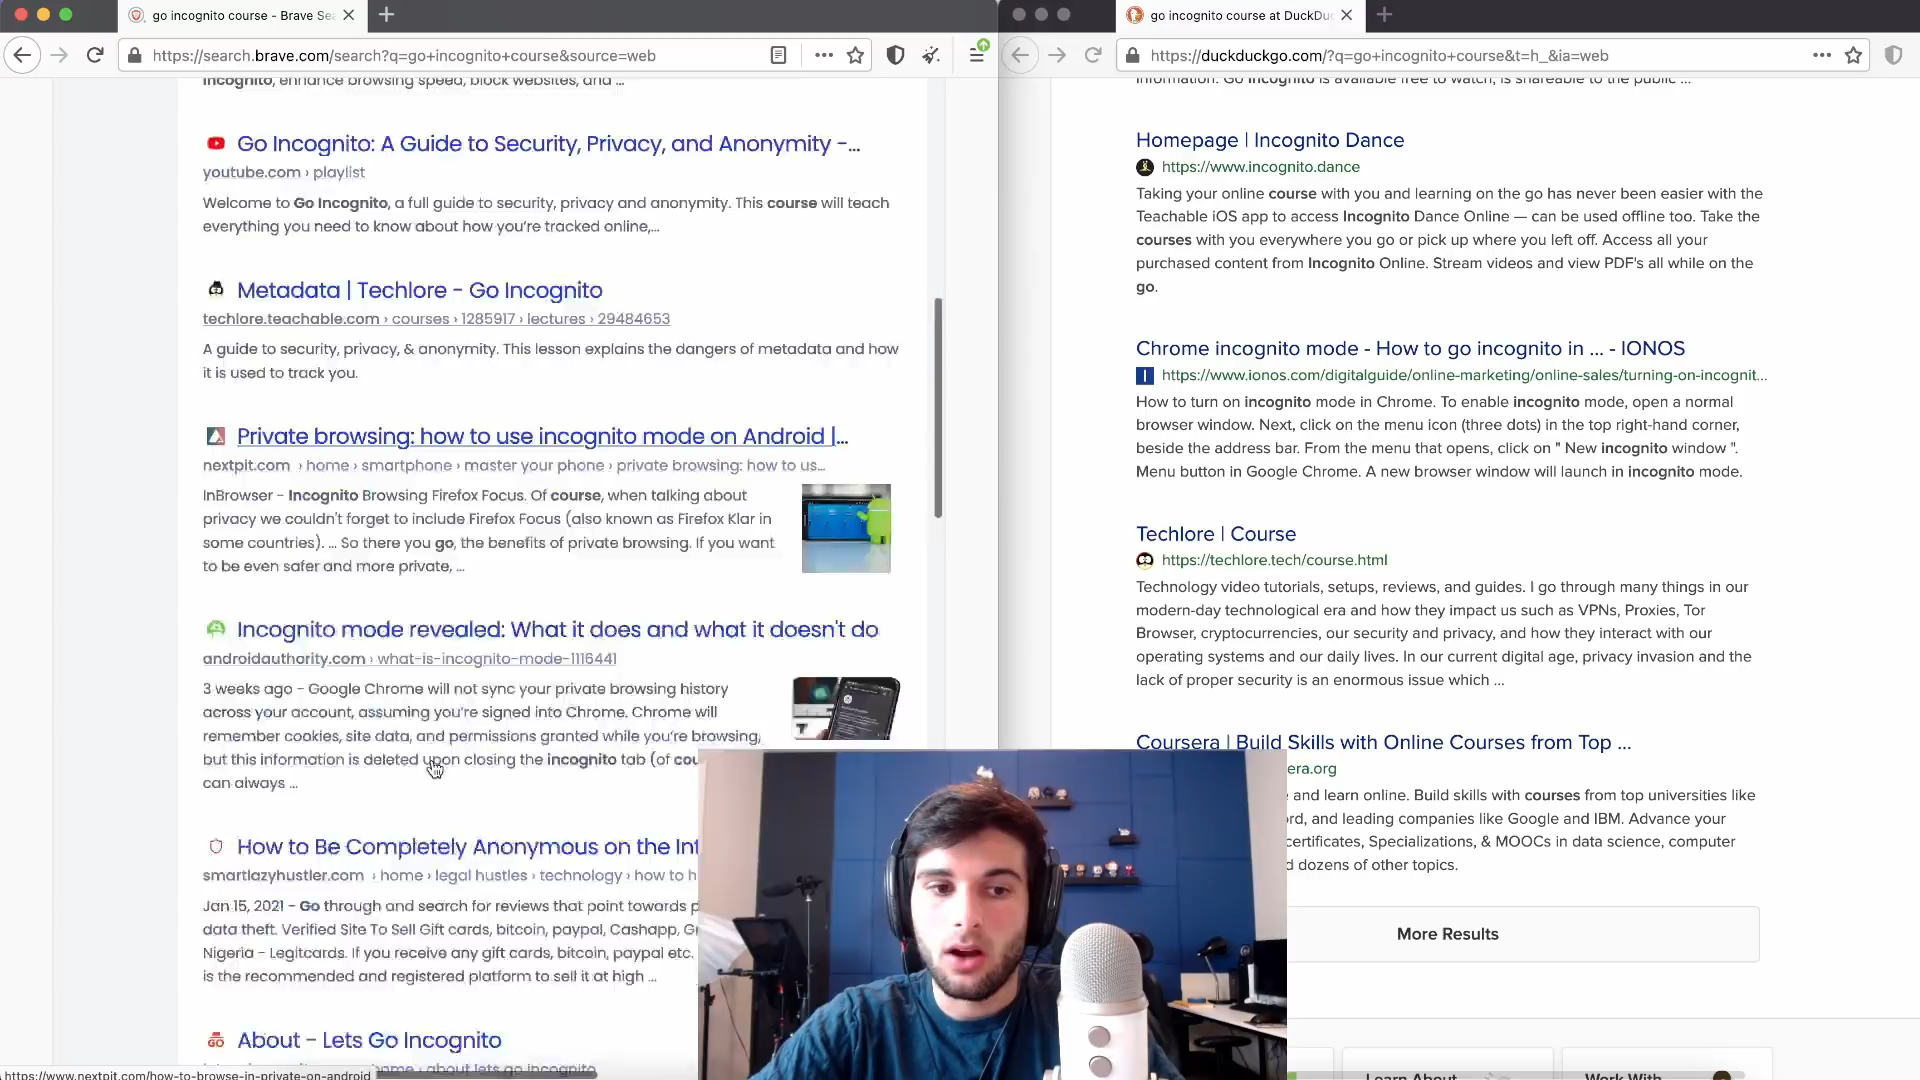 go incognito course - Brave Sea
https://search.brave.com/search?q=go+incognito+course&source=web
Incognito, enhance browsing speed, block websites, and ...
Go Incognito: A Guide to Security, Privacy, and Anonymity -...
youtube.com › playlist
Welcome to Go Incognito, a full guide to security, privacy and anonymity. This course will teach
everything you need to know about how you're tracked online,...
Metadata | Techlore - Go Incognito
techlore.teachable.com › courses › 1285917 › lectures › 29484653
A guide to security, privacy, & anonymity. This lesson explains the dangers of metadata and how
it is used to track you.
Private browsing: how to use incognito mode on Android |...
nextpit.com › home › smartphone › master your phone › private browsing: how to us...
InBrowser - Incognito Browsing Firefox Focus. Of course, when talking about
privacy we couldn't forget to include Firefox Focus (also known as Firefox Klar in
some countries). ... So there you go, the benefits of private browsing. If you want
to be even safer and more private, ...
Incognito mode revealed: What it does and what it doesn't do
androidauthority.com › what-is-incognito-mode-1116441
3 weeks ago - Google Chrome will not sync your private browsing history
across your account, assuming you're signed into Chrome. Chrome will
remember cookies, site data, and permissions granted while you're browsing,
but this information is deleted upon closing the incognito tab (of cou
can always ...
How to Be Completely Anonymous on the Int
smartlazyhustler.com › home › legal hustles › technology › how to h
Jan 15, 2021 - Go through and search for reviews that point towards p
data theft. Verified Site To Sell Gift cards, bitcoin, paypal, Cashapp, G
Nigeria - Legitcards. If you receive any gift cards, bitcoin, paypal etc.
is the recommended and registered platform to sell it at high ...
About - Lets Go Incognito
home › about lets go incognito
https://www.nextpit.com/how-to-browse-in-private-on-android
go incognito course at DuckDuc
https://duckduckgo.com/?q=go+incognito+course&t=h_&ia=web
information. Go Incognito is available free to watch, is shareable to the public ...
Homepage | Incognito Dance
https://www.incognito.dance
Taking your online course with you and learning on the go has never been easier with the
Teachable iOS app to access Incognito Dance Online — can be used offline too. Take the
courses with you everywhere you go or pick up where you left off. Access all your
purchased content from Incognito Online. Stream videos and view PDF's all while on the
go.
Chrome incognito mode - How to go incognito in ... - IONOS
https://www.ionos.com/digitalguide/online-marketing/online-sales/turning-on-incognit...
How to turn on incognito mode in Chrome. To enable incognito mode, open a normal
browser window. Next, click on the menu icon (three dots) in the top right-hand corner,
beside the address bar. From the menu that opens, click on " New incognito window ".
Menu button in Google Chrome. A new browser window will launch in incognito mode.
Techlore | Course
https://techlore.tech/course.html
Technology video tutorials, setups, reviews, and guides. I go through many things in our
modern-day technological era and how they impact us such as VPNs, Proxies, Tor
Browser, cryptocurrencies, our security and privacy, and how they interact with our
operating systems and our daily lives. In our current digital age, privacy invasion and the
lack of proper security is an enormous issue which ...
Coursera | Build Skills with Online Courses from Top ...
era.org
and learn online. Build skills with courses from top universities like
rd, and leading companies like Google and IBM. Advance your
certificates, Specializations, & MOOCs in data science, computer
d dozens of other topics.
More Results
Learn About
Work With